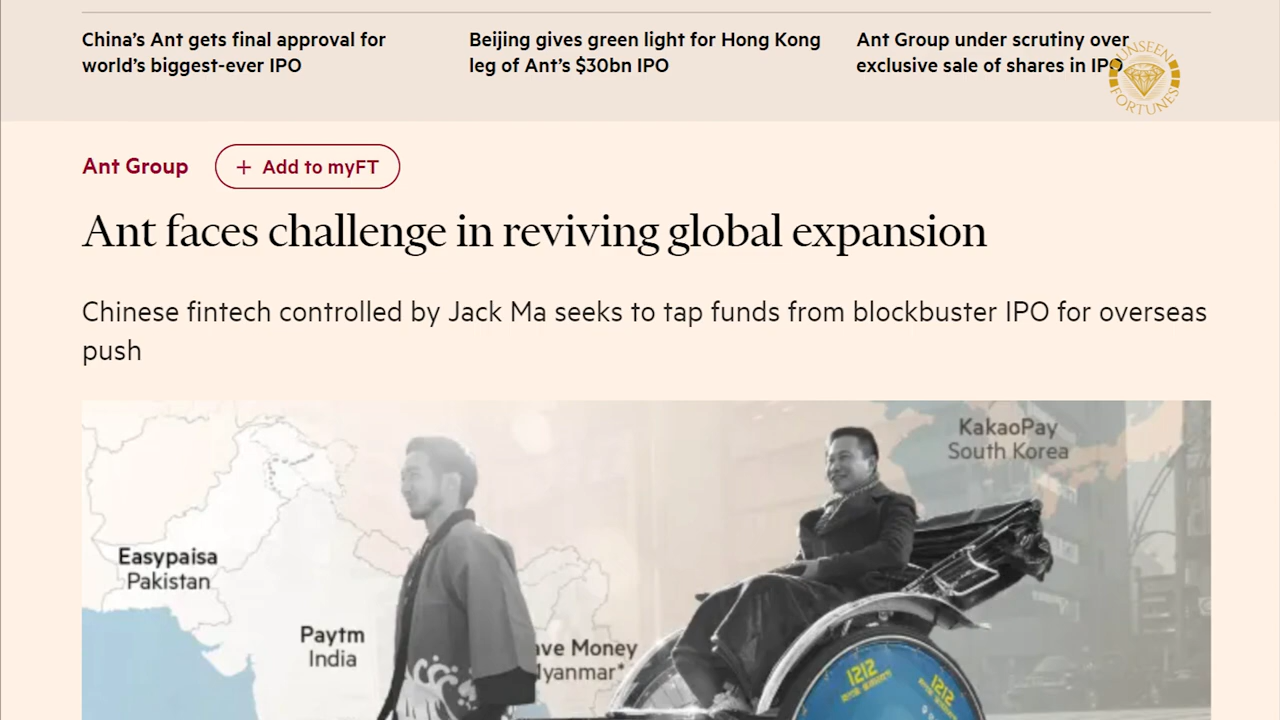 China’s Ant gets final approval for
world’s biggest-ever IPO
Beijing gives green light for Hong Kong
leg of Ant’s $30bn IPO
Ant Group under scrutiny over
exclusive sale of shares in IPO
UNSEEN
FORTUNES
Ant Group
+ Add to myFT
Ant faces challenge in reviving global expansion
Chinese fintech controlled by Jack Ma seeks to tap funds from blockbuster IPO for overseas
push
KakaoPay
South Korea
Easypaisa
Pakistan
Paytm
India
Money
1212
1212